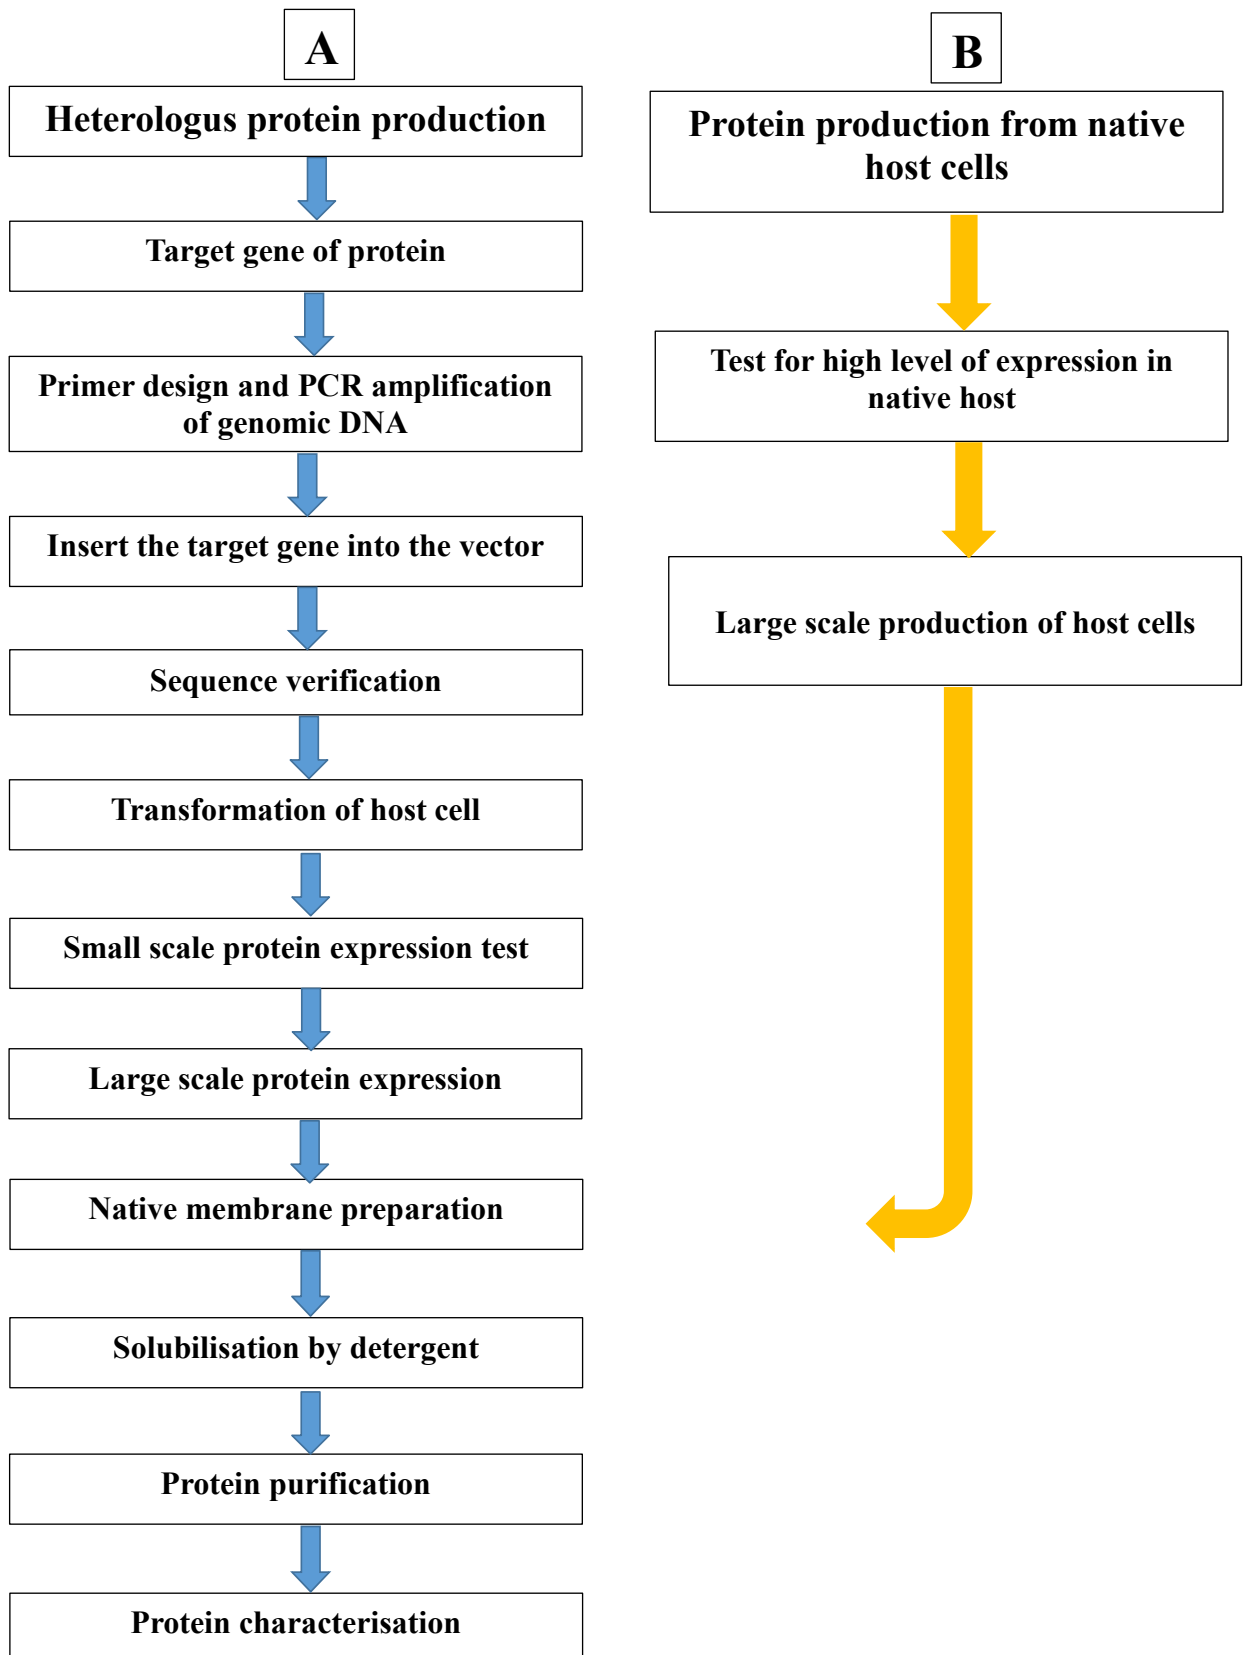 A
Heterologus protein production
Target gene of protein
Primer design and PCR amplification
of genomic DNA
Insert the target gene into the vector
Sequence verification
Transformation of host cell
Small scale protein expression test
Large scale protein expression
Native membrane preparation
Solubilisation by detergent
Protein purification
Protein characterisation
B
Protein production from native
host cells
Test for high level of expression in
native host
Large scale production of host cells